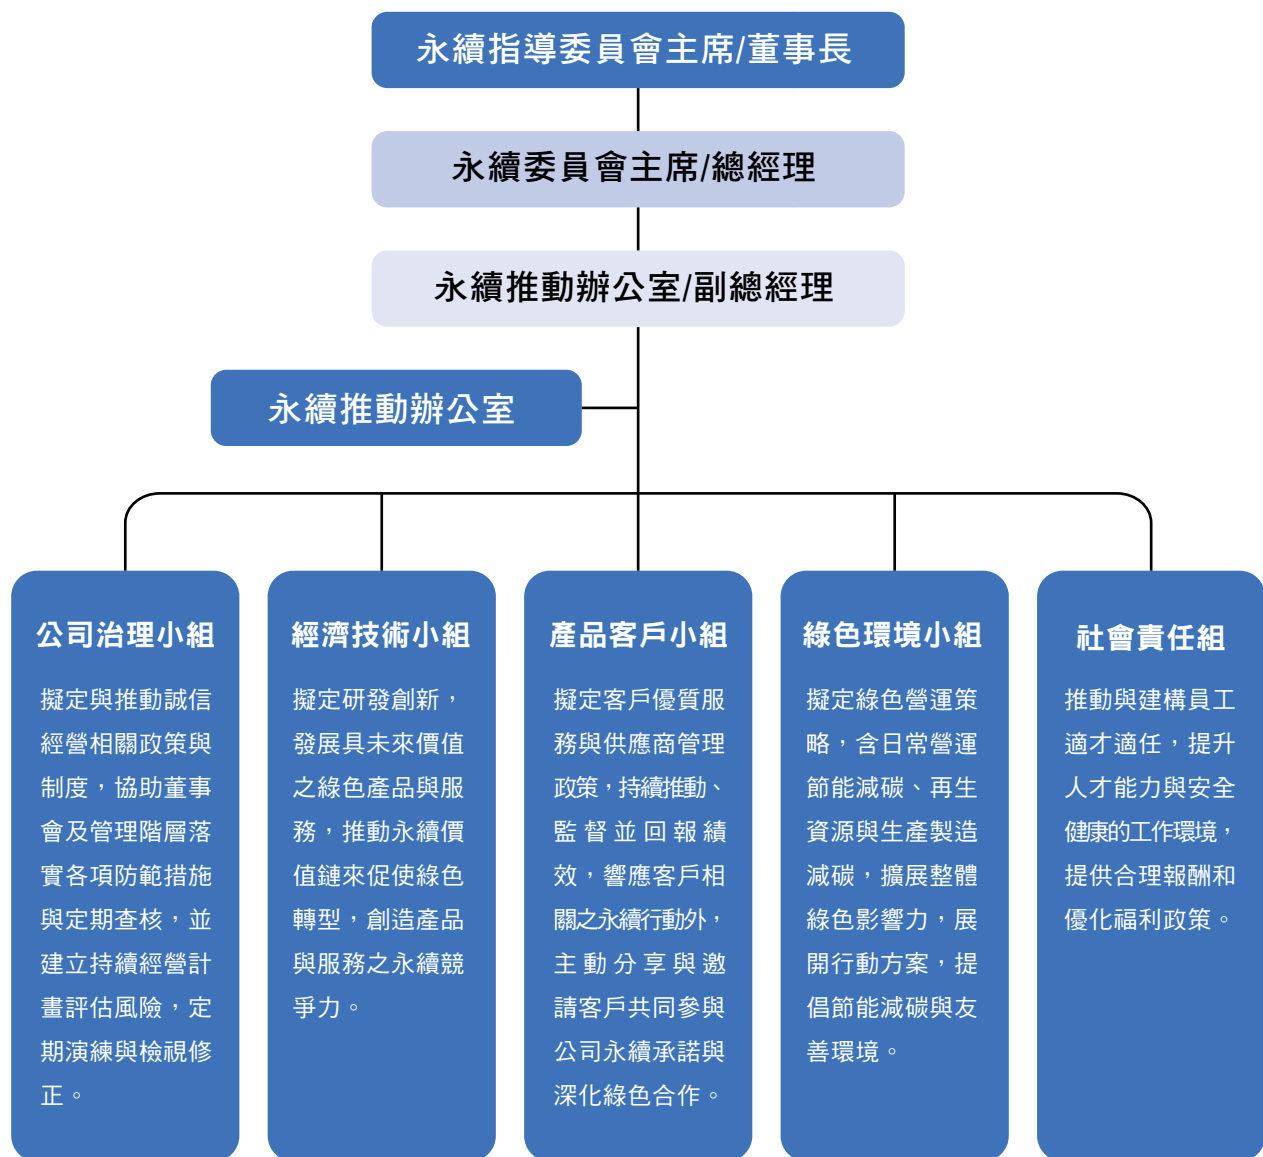 永續指導委員會主席/董事長
永續委員會主席/總經理
永續推動辦公室/副總經理
永續推動辦公室
公司治理小組
擬定與推動誠信
經營相關政策與
制度，協助董事
會及管理階層落
實各項防範措施
與定期查核，並
建立持續經營計
畫評估風險，定
期演練與檢視修
正。
經濟技術小組
擬定研發創新，
發展具未來價值
之綠色產品與服
務，推動永續價
值鏈來促使綠色
轉型，創造產品
與服務之永續競
爭力。
產品客戶小組
擬定客戶優質服
務與供應商管理
政策，持續推動、
監督並回報績
效，響應客戶相
關之永續行動外，
主動分享與邀
請客戶共同參與
公司永續承諾與
深化綠色合作。
綠色環境小組
擬定綠色營運策
略，含日常營運
節能減碳、再生
資源與生產製造
減碳，擴展整體
綠色影響力，展
開行動方案，提
倡節能減碳與友
善環境。
社會責任組
推動與建構員工
適才適任，提升
人才能力與安全
健康的工作環境，
提供合理報酬和
優化福利政策。